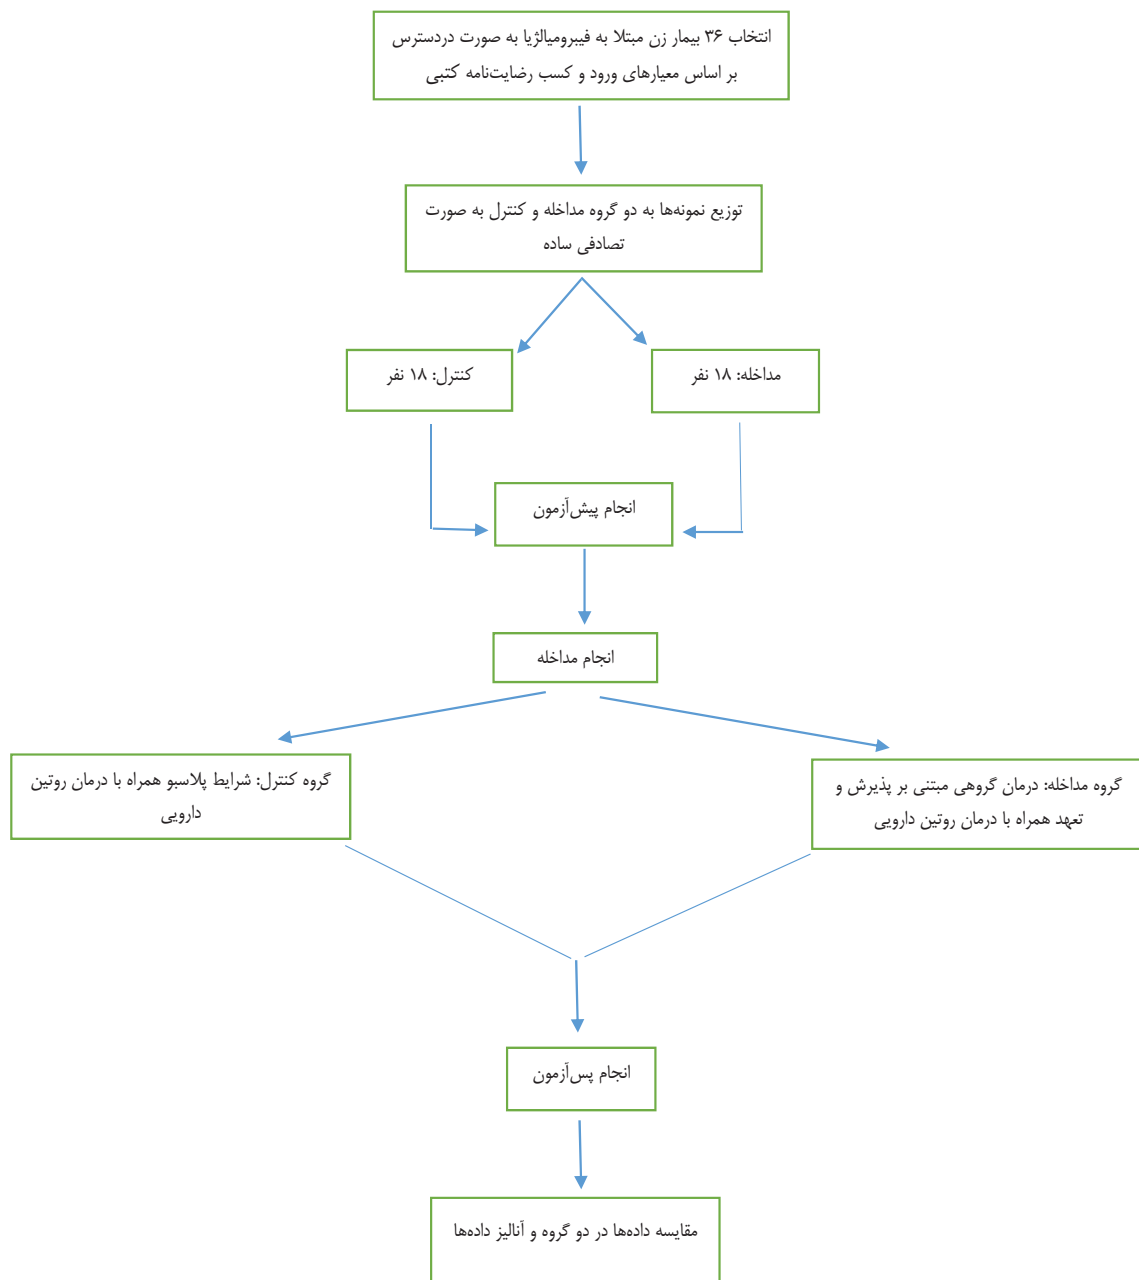 انتخاب ۳۶ بیمار زن مبتلا به فیبرومیالژیا به صورت دردسترس
بر اساس معیارهای ورود و کسب رضایت‌نامه کتبی
توزیع نمونه‌ها به دو گروه مداخله و کنترل به صورت
تصادفی ساده
مداخله: ۱۸ نفر
کنترل: ۱۸ نفر
انجام پیش‌آزمون
انجام مداخله
گروه مداخله: درمان گروهی مبتنی بر پذیرش و
تعهد همراه با درمان روتین دارویی
گروه کنترل: شرایط پلاسبو همراه با درمان روتین
دارویی
انجام پس‌آزمون
مقایسه داده‌ها در دو گروه و آنالیز داده‌ها